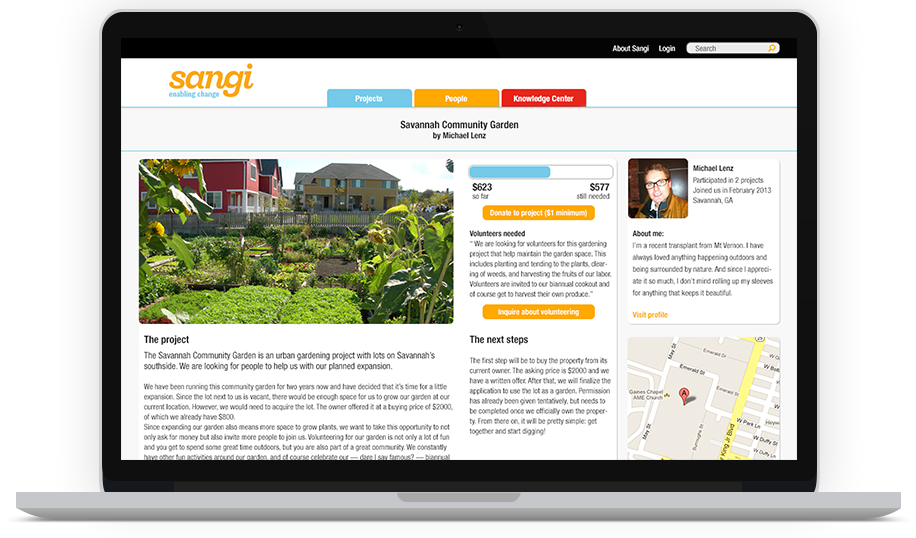 About Sangi Login Search
sangi
enabling change
Projects People Knowledge Center
Savannah Community Garden
by Michael Lenz
$623 $577
so far still needed
Donate to project ($1 minimum)
Volunteers needed
“ We are looking for volunteers for this gardening
project that help maintain the garden space. This
includes planting and tending to the plants, clear-
ing of weeds, and harvesting the fruits of our labor.
Volunteers are invited to our biannual cookout and
of course get to harvest their own produce.”
Inquire about volunteering
Michael Lenz
Participated in 2 projects
Joined us in February 2013
Savannah, GA
About me:
I’m a recent transplant from Mt Vernon. I have
always loved anything happening outdoors and
being surrounded by nature. And since I appreci-
ate it so much, I don’t mind rolling up my sleeves
for anything that keeps it beautiful.
Visit profile
The project
The Savannah Community Garden is an urban gardening project with lots on Savannah’s
southside. We are looking for people to help us with our planned expansion.
We have been running this community garden for two years now and have decided that it’s time for a little
expansion. Since the lot next to us is vacant, there would be enough space for us to grow our garden at our
current location. However, we would need to acquire the lot. The owner offered it at a buying price of $2000,
of which we already have $800.
Since expanding our garden also means more space to grow plants, we want to take this opportunity to not
only ask for money but also invite more people to join us. Volunteering for our garden is not only a lot of fun
and you get to spend some great time outdoors, but you are also part of a great community. We constantly
have other fun activities around our garden, and of course celebrate our — dare I say famous? — biannual
The next steps
The first step will be to buy the property from its
current owner. The asking price is $2000 and we
have a written offer. After that, we will finalize the
application to use the lot as a garden. Permission
has already been given tentatively, but needs to
be completed once we officially own the proper-
ty. From there on, it will be pretty simple: get
together and start digging!
May St
Emerald Dr
Emerald St
Gaines Chapel
AME Church
A
May St
Burroughs St
King Jr Blvd
W Park Ln
W Duffy St
W Duffy Ln